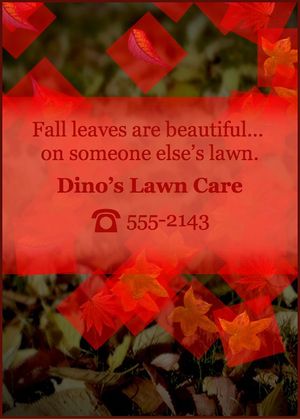 Fall leaves are beautiful...
on someone else's lawn.
Dino's Lawn Care
☎ 555-2143